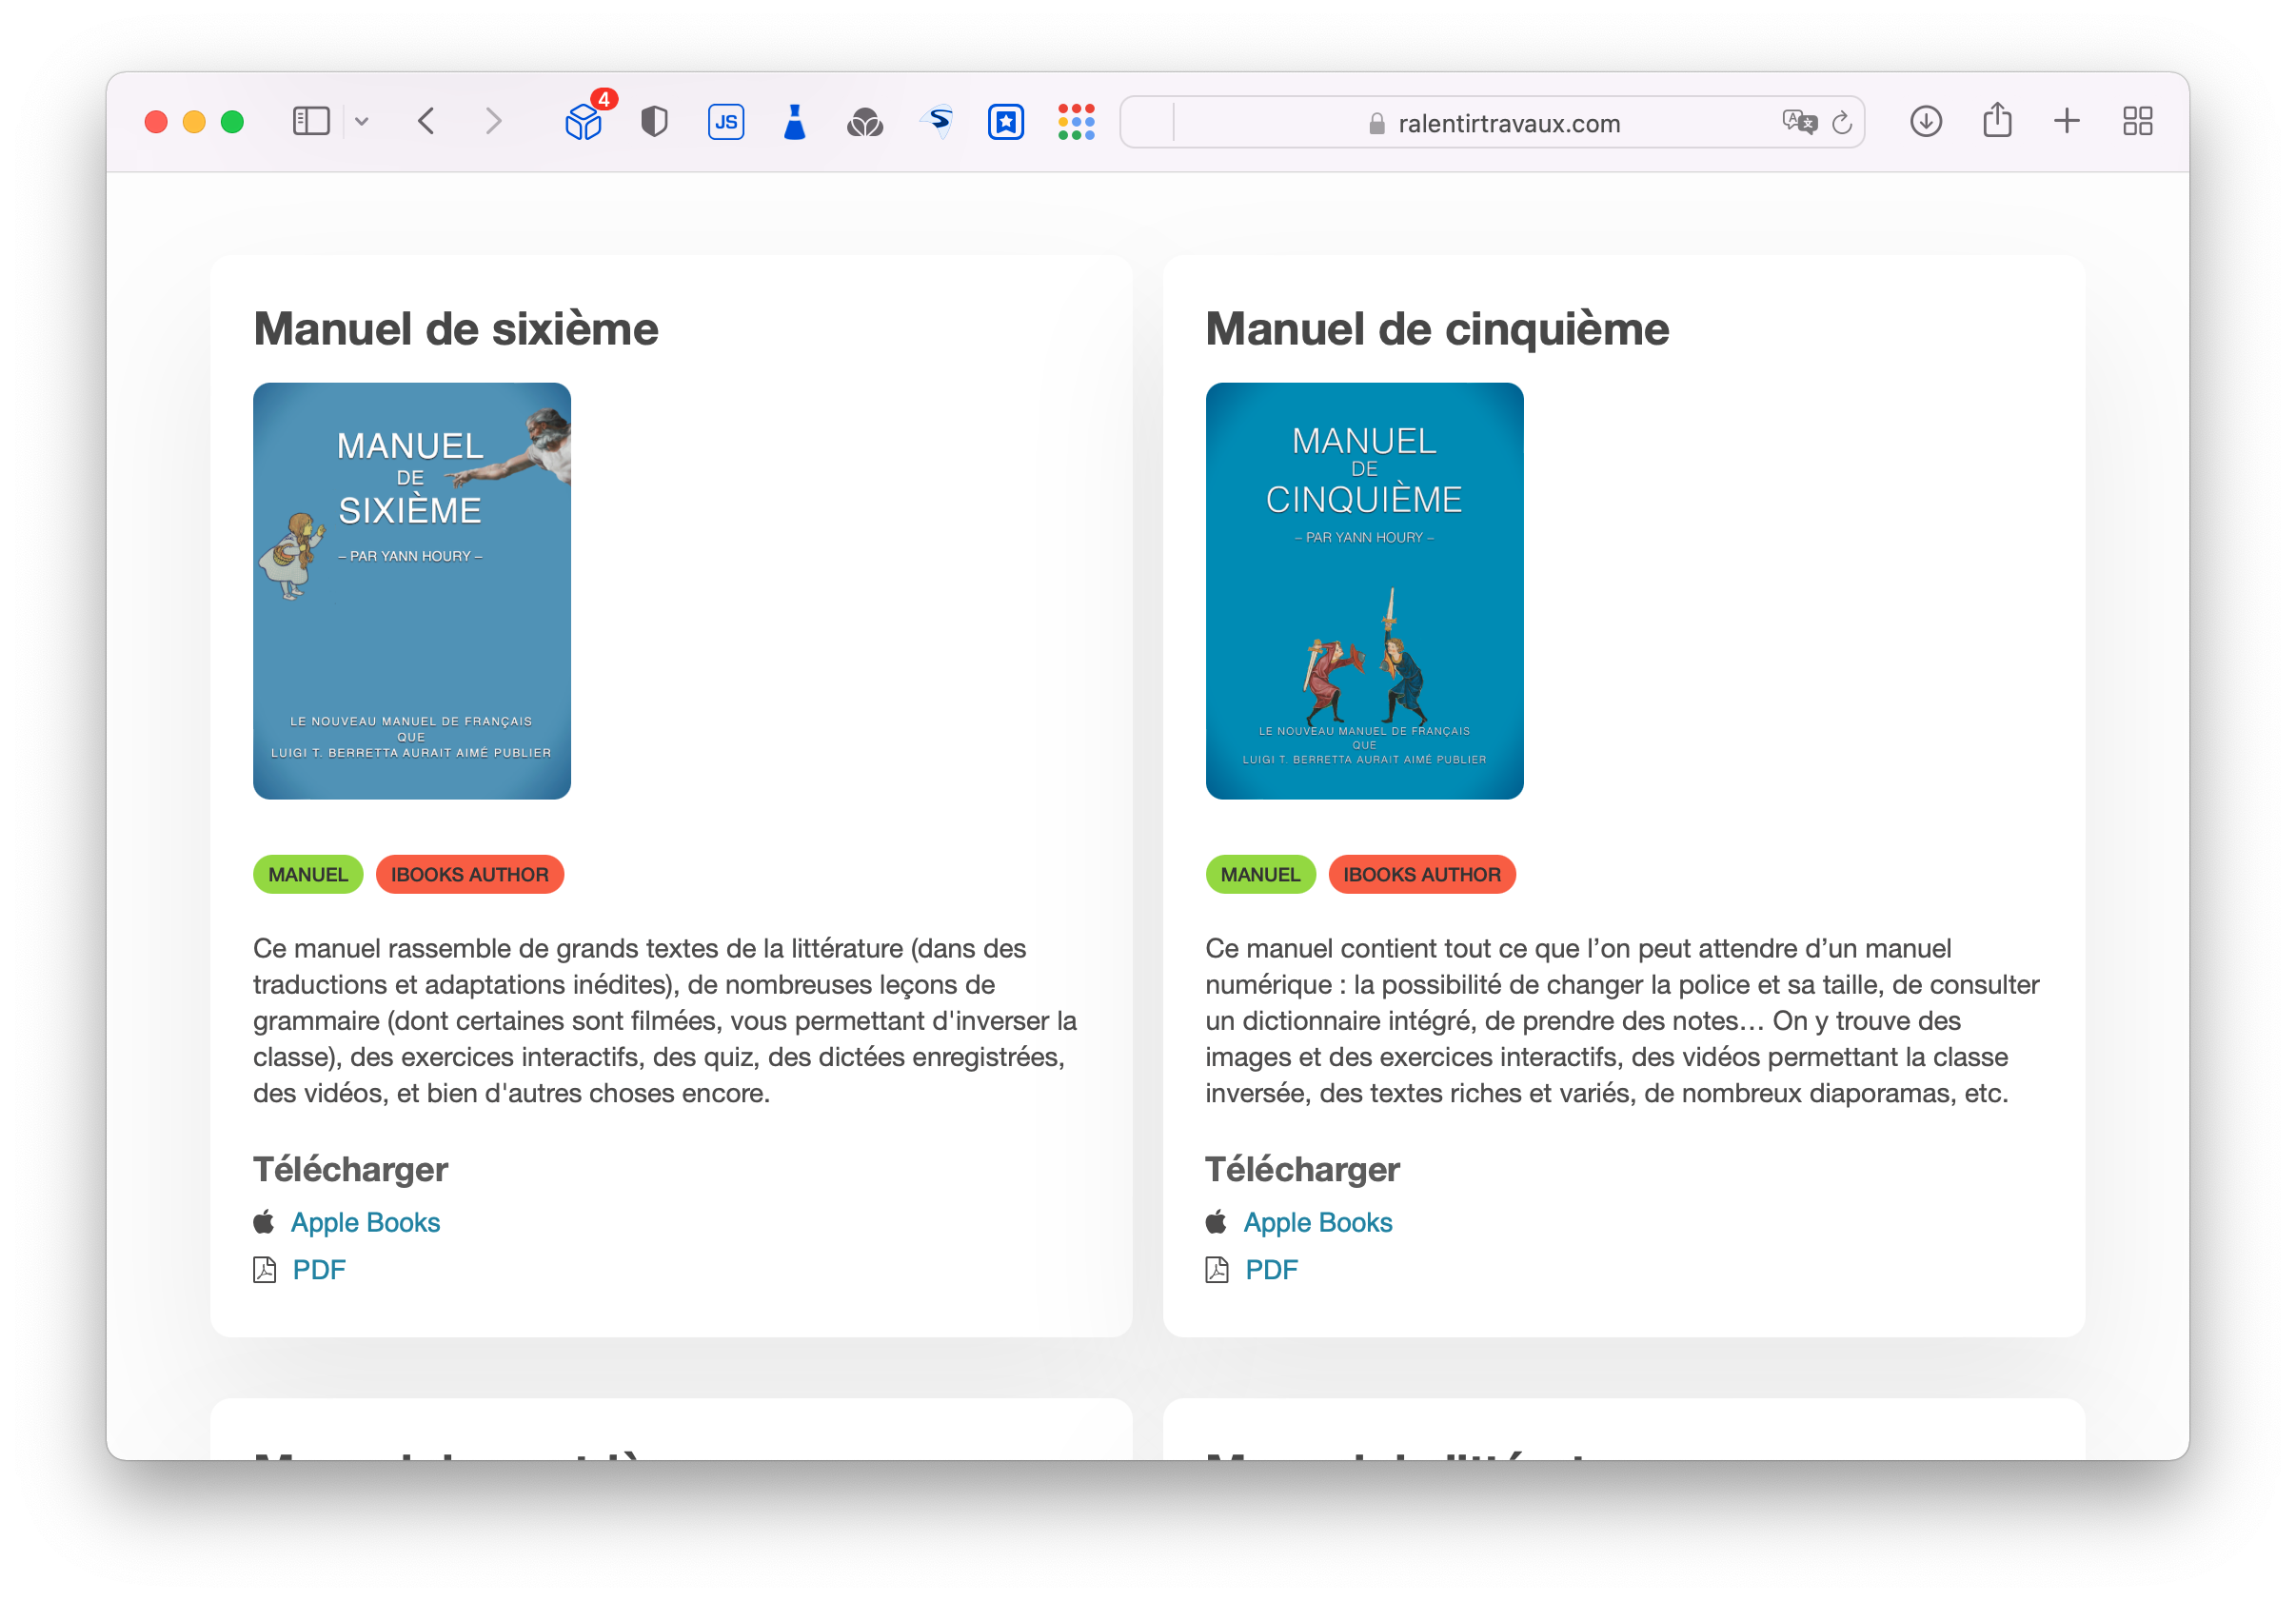 4
JS
ralentirtravaux.com
Manuel de sixième
MANUEL
DE
SIXIÈME
– PAR YANN HOURY –
LE NOUVEAU MANUEL DE FRANÇAIS
QUE
LUIGI T. BERRETTA AURAIT AIMÉ PUBLIER
MANUEL IBOOKS AUTHOR
Ce manuel rassemble de grands textes de la littérature (dans des
traductions et adaptations inédites), de nombreuses leçons de
grammaire (dont certaines sont filmées, vous permettant d'inverser la
classe), des exercices interactifs, des quiz, des dictées enregistrées,
des vidéos, et bien d'autres choses encore.
Télécharger
Apple Books
PDF
Manuel de cinquième
MANUEL
DE
CINQUIÈME
– PAR YANN HOURY –
LE NOUVEAU MANUEL DE FRANÇAIS
QUE
LUIGI T. BERRETTA AURAIT AIMÉ PUBLIER
MANUEL IBOOKS AUTHOR
Ce manuel contient tout ce que l’on peut attendre d’un manuel
numérique : la possibilité de changer la police et sa taille, de consulter
un dictionnaire intégré, de prendre des notes… On y trouve des
images et des exercices interactifs, des vidéos permettant la classe
inversée, des textes riches et variés, de nombreux diaporamas, etc.
Télécharger
Apple Books
PDF